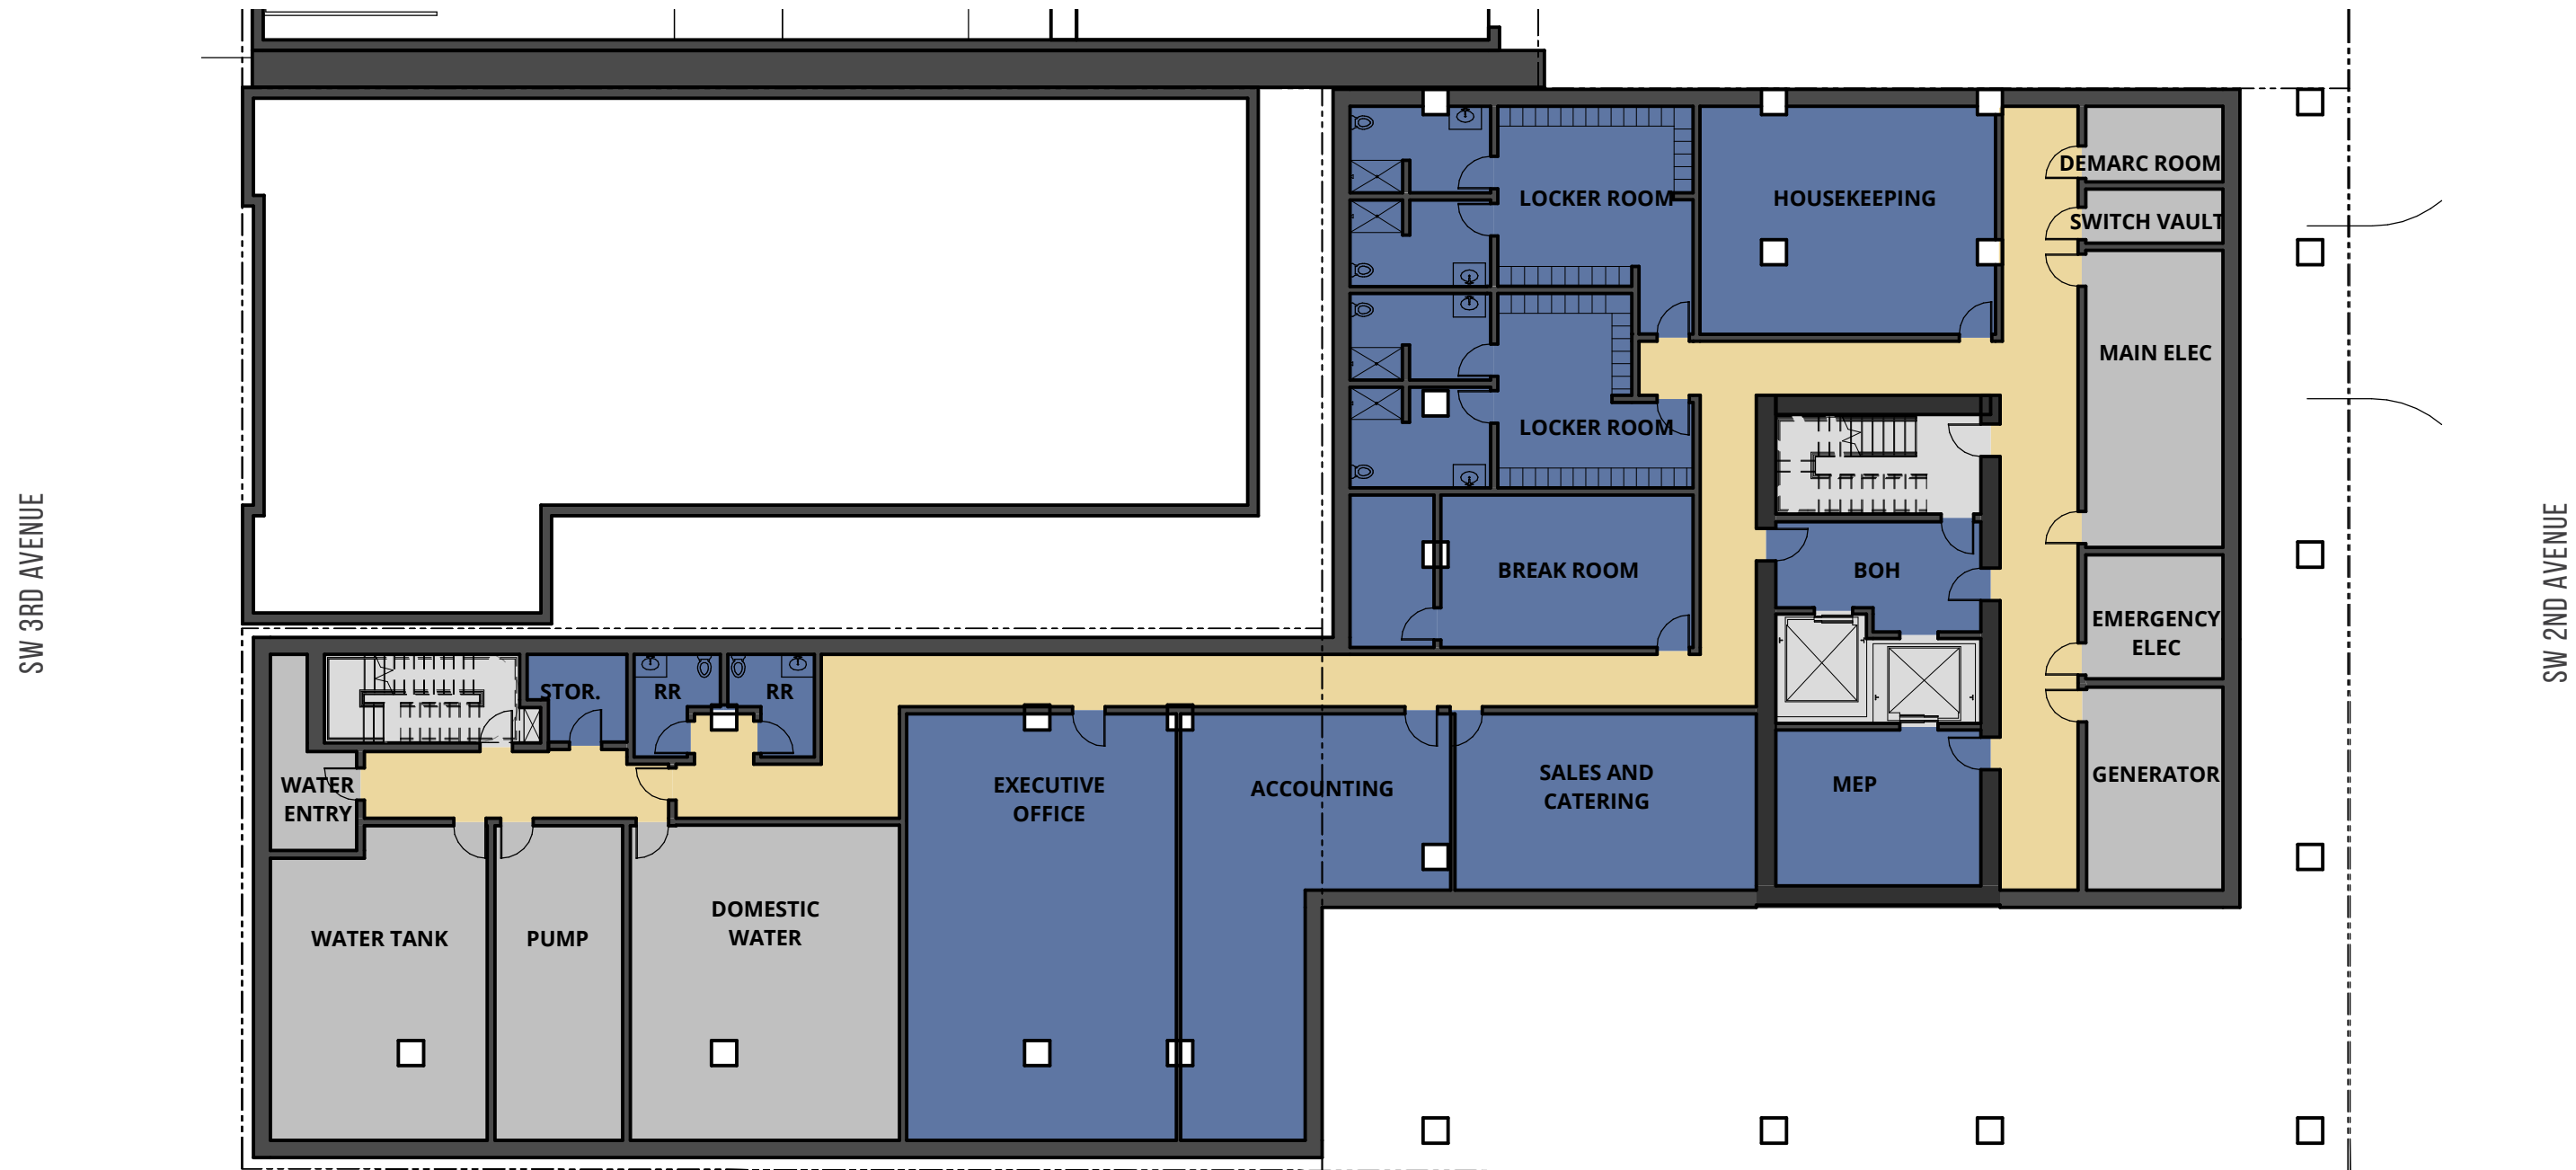 DEMARC ROOM
LOCKER ROOM
HOUSEKEEPING
SWITCH VAULT
MAIN ELEC
LOCKER ROOM
SW 3RD AVENUE
SW 2ND AVENUE
BREAK ROOM
BOH
EMERGENCY
ELEC
STOR.
RR
RR
WATER
ENTRY
EXECUTIVE
OFFICE
ACCOUNTING
SALES AND
CATERING
MEP
GENERATOR
WATER TANK
PUMP
DOMESTIC
WATER